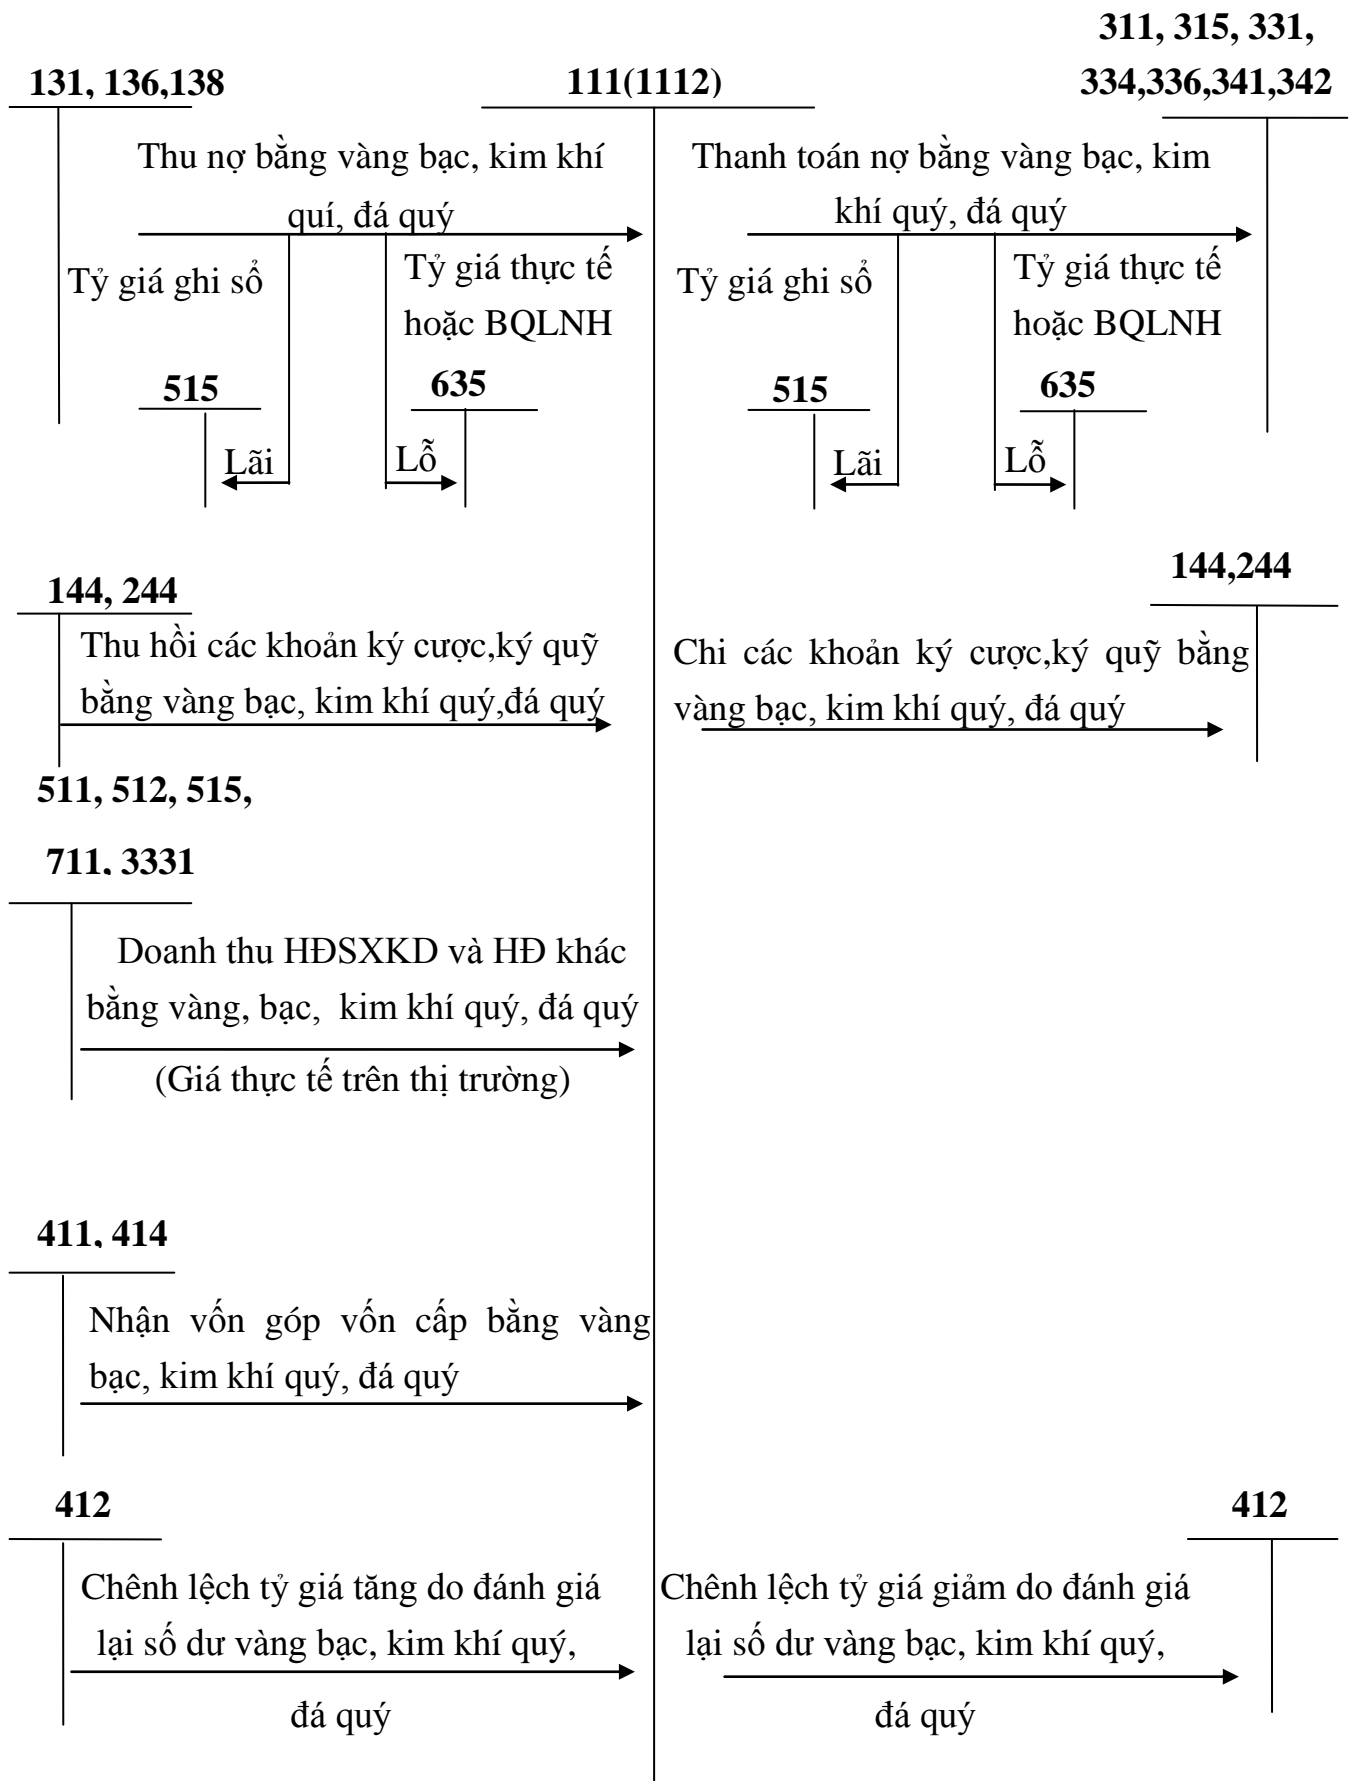 311, 315, 331,
131, 136,138
111(1112)
334,336,341,342
Thu nợ bằng vàng bạc, kim khí
quí, đá quý
Thanh toán nợ bằng vàng bạc, kim
khí quý, đá quý
Tỷ giá ghi sổ
Tỷ giá thực tế
hoặc BQLNH
Tỷ giá ghi sổ
Tỷ giá thực tế
hoặc BQLNH
515
635
515
635
Lãi
Lỗ
Lãi
Lỗ
144, 244
144,244
Thu hồi các khoản ký cược,ký quỹ
bằng vàng bạc, kim khí quý,đá quý
Chi các khoản ký cược,ký quỹ bằng
vàng bạc, kim khí quý, đá quý
511, 512, 515,
711, 3331
Doanh thu HĐSXKD và HĐ khác
bằng vàng, bạc, kim khí quý, đá quý
(Giá thực tế trên thị trường)
411, 414
Nhận vốn góp vốn cấp bằng vàng
bạc, kim khí quý, đá quý
412
412
Chênh lệch tỷ giá tăng do đánh giá
lại số dư vàng bạc, kim khí quý,
đá quý
Chênh lệch tỷ giá giảm do đánh giá
lại số dư vàng bạc, kim khí quý,
đá quý